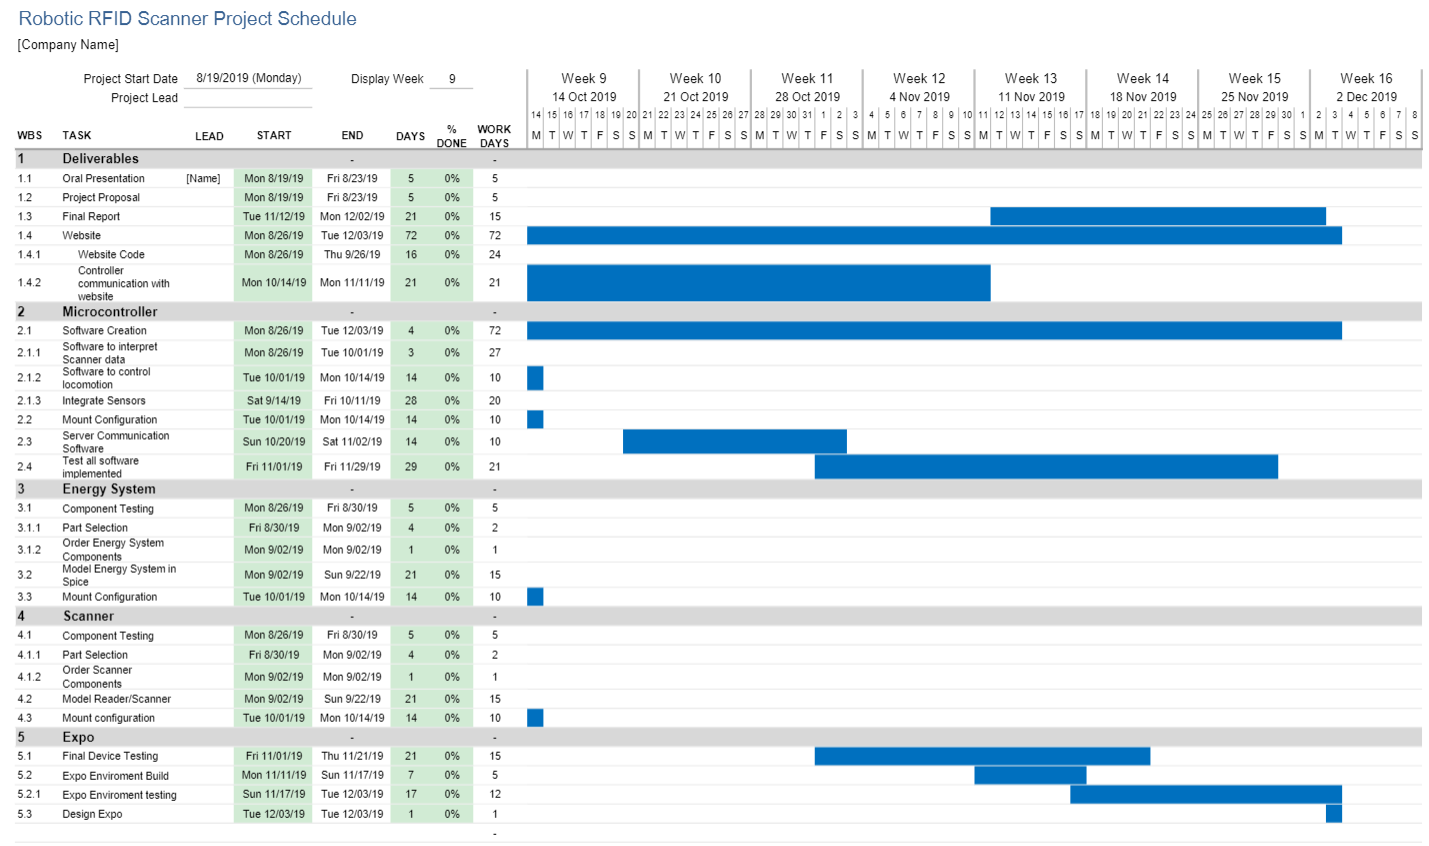 Robotic RFID Scanner Project Schedule
[Company Name]
Project Start Date 8/19/2019 (Monday) Display Week 9 Week 9 Week 10 Week 11 Week 12 Week 13 Week 14 Week 15 Week 16
Project Lead 14 Oct 2019 21 Oct 2019 28 Oct 2019 4 Nov 2019 11 Nov 2019 18 Nov 2019 25 Nov 2019 2 Dec 2019
14 15 16 17 18 19 20 21 22 23 24 25 26 27 28 29 30 31 1 2 3 4 5 6 7 8 9 10 11 12 13 14 15 16 17 18 19 20 21 22 23 24 25 26 27 28 29 30 1 2 3 4 5 6 7 8
WBS TASK LEAD START END DAYS % DONE WORK DAYS M T W T F S S M T W T F S S M T W T F S S M T W T F S S M T W T F S S M T W T F S S M T W T F S S M T W T F S S
1 Deliverables - -
1.1 Oral Presentation [Name] Mon 8/19/19 Fri 8/23/19 5 0% 5
1.2 Project Proposal Mon 8/19/19 Fri 8/23/19 5 0% 5
1.3 Final Report Tue 11/12/19 Mon 12/02/19 21 0% 15
1.4 Website Mon 8/26/19 Tue 12/03/19 72 0% 72
1.4.1 Website Code Mon 8/26/19 Thu 9/26/19 16 0% 24
1.4.2 Controller communication with website Mon 10/14/19 Mon 11/11/19 21 0% 21
2 Microcontroller - -
2.1 Software Creation Mon 8/26/19 Tue 12/03/19 4 0% 72
2.1.1 Software to interpret Scanner data Mon 8/26/19 Tue 10/01/19 3 0% 27
2.1.2 Software to control locomotion Tue 10/01/19 Mon 10/14/19 14 0% 10
2.1.3 Integrate Sensors Sat 9/14/19 Fri 10/11/19 28 0% 20
2.2 Mount Configuration Tue 10/01/19 Mon 10/14/19 14 0% 10
2.3 Server Communication Software Sun 10/20/19 Sat 11/02/19 14 0% 10
2.4 Test all software implemented Fri 11/01/19 Fri 11/29/19 29 0% 21
3 Energy System - -
3.1 Component Testing Mon 8/26/19 Fri 8/30/19 5 0% 5
3.1.1 Part Selection Fri 8/30/19 Mon 9/02/19 4 0% 2
3.1.2 Order Energy System Components Mon 9/02/19 Mon 9/02/19 1 0% 1
3.2 Model Energy System in Spice Mon 9/02/19 Sun 9/22/19 21 0% 15
3.3 Mount Configuration Tue 10/01/19 Mon 10/14/19 14 0% 10
4 Scanner - -
4.1 Component Testing Mon 8/26/19 Fri 8/30/19 5 0% 5
4.1.1 Part Selection Fri 8/30/19 Mon 9/02/19 4 0% 2
4.1.2 Order Scanner Components Mon 9/02/19 Mon 9/02/19 1 0% 1
4.2 Model Reader/Scanner Mon 9/02/19 Sun 9/22/19 21 0% 15
4.3 Mount configuration Tue 10/01/19 Mon 10/14/19 14 0% 10
5 Expo - -
5.1 Final Device Testing Fri 11/01/19 Thu 11/21/19 21 0% 15
5.2 Expo Enviroment Build Mon 11/11/19 Sun 11/17/19 7 0% 5
5.2.1 Expo Enviroment testing Sun 11/17/19 Tue 12/03/19 17 0% 12
5.3 Design Expo Tue 12/03/19 Tue 12/03/19 1 0% 1
-